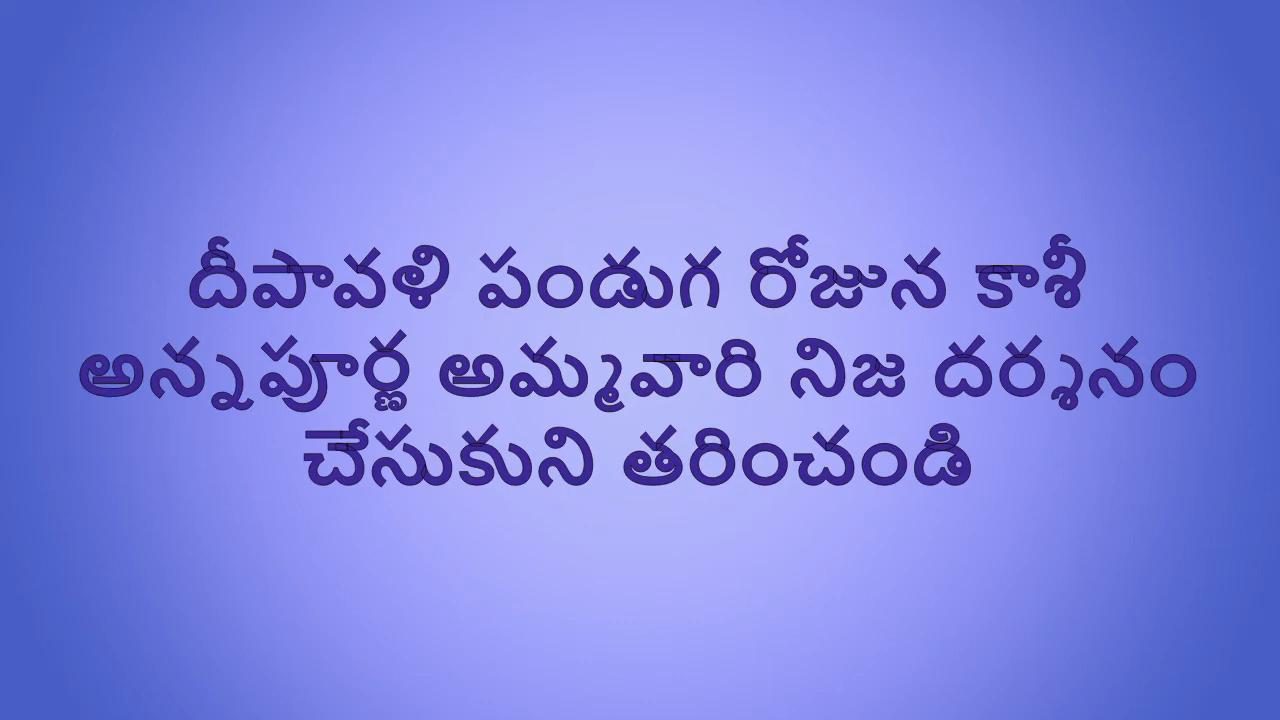 దీపావళి పండుగ రోజున కాశీ
అన్నపూర్ణ అమ్మవారి నిజ దర్శనం
చేసుకుని తరించండి